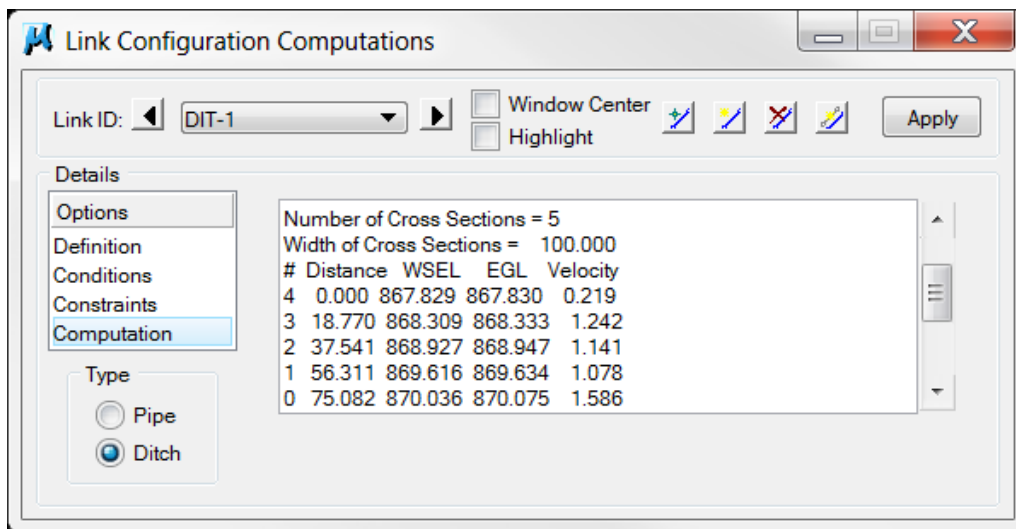 Link Configuration Computations
Link ID: DIT-1
Window Center
Highlight
Apply
Details
Options
Definition
Conditions
Constraints
Computation
Type
Pipe
Ditch
Number of Cross Sections = 5
Width of Cross Sections = 100.000
# Distance WSEL EGL Velocity
4 0.000 867.829 867.830 0.219
3 18.770 868.309 868.333 1.242
2 37.541 868.927 868.947 1.141
1 56.311 869.616 869.634 1.078
0 75.082 870.036 870.075 1.586